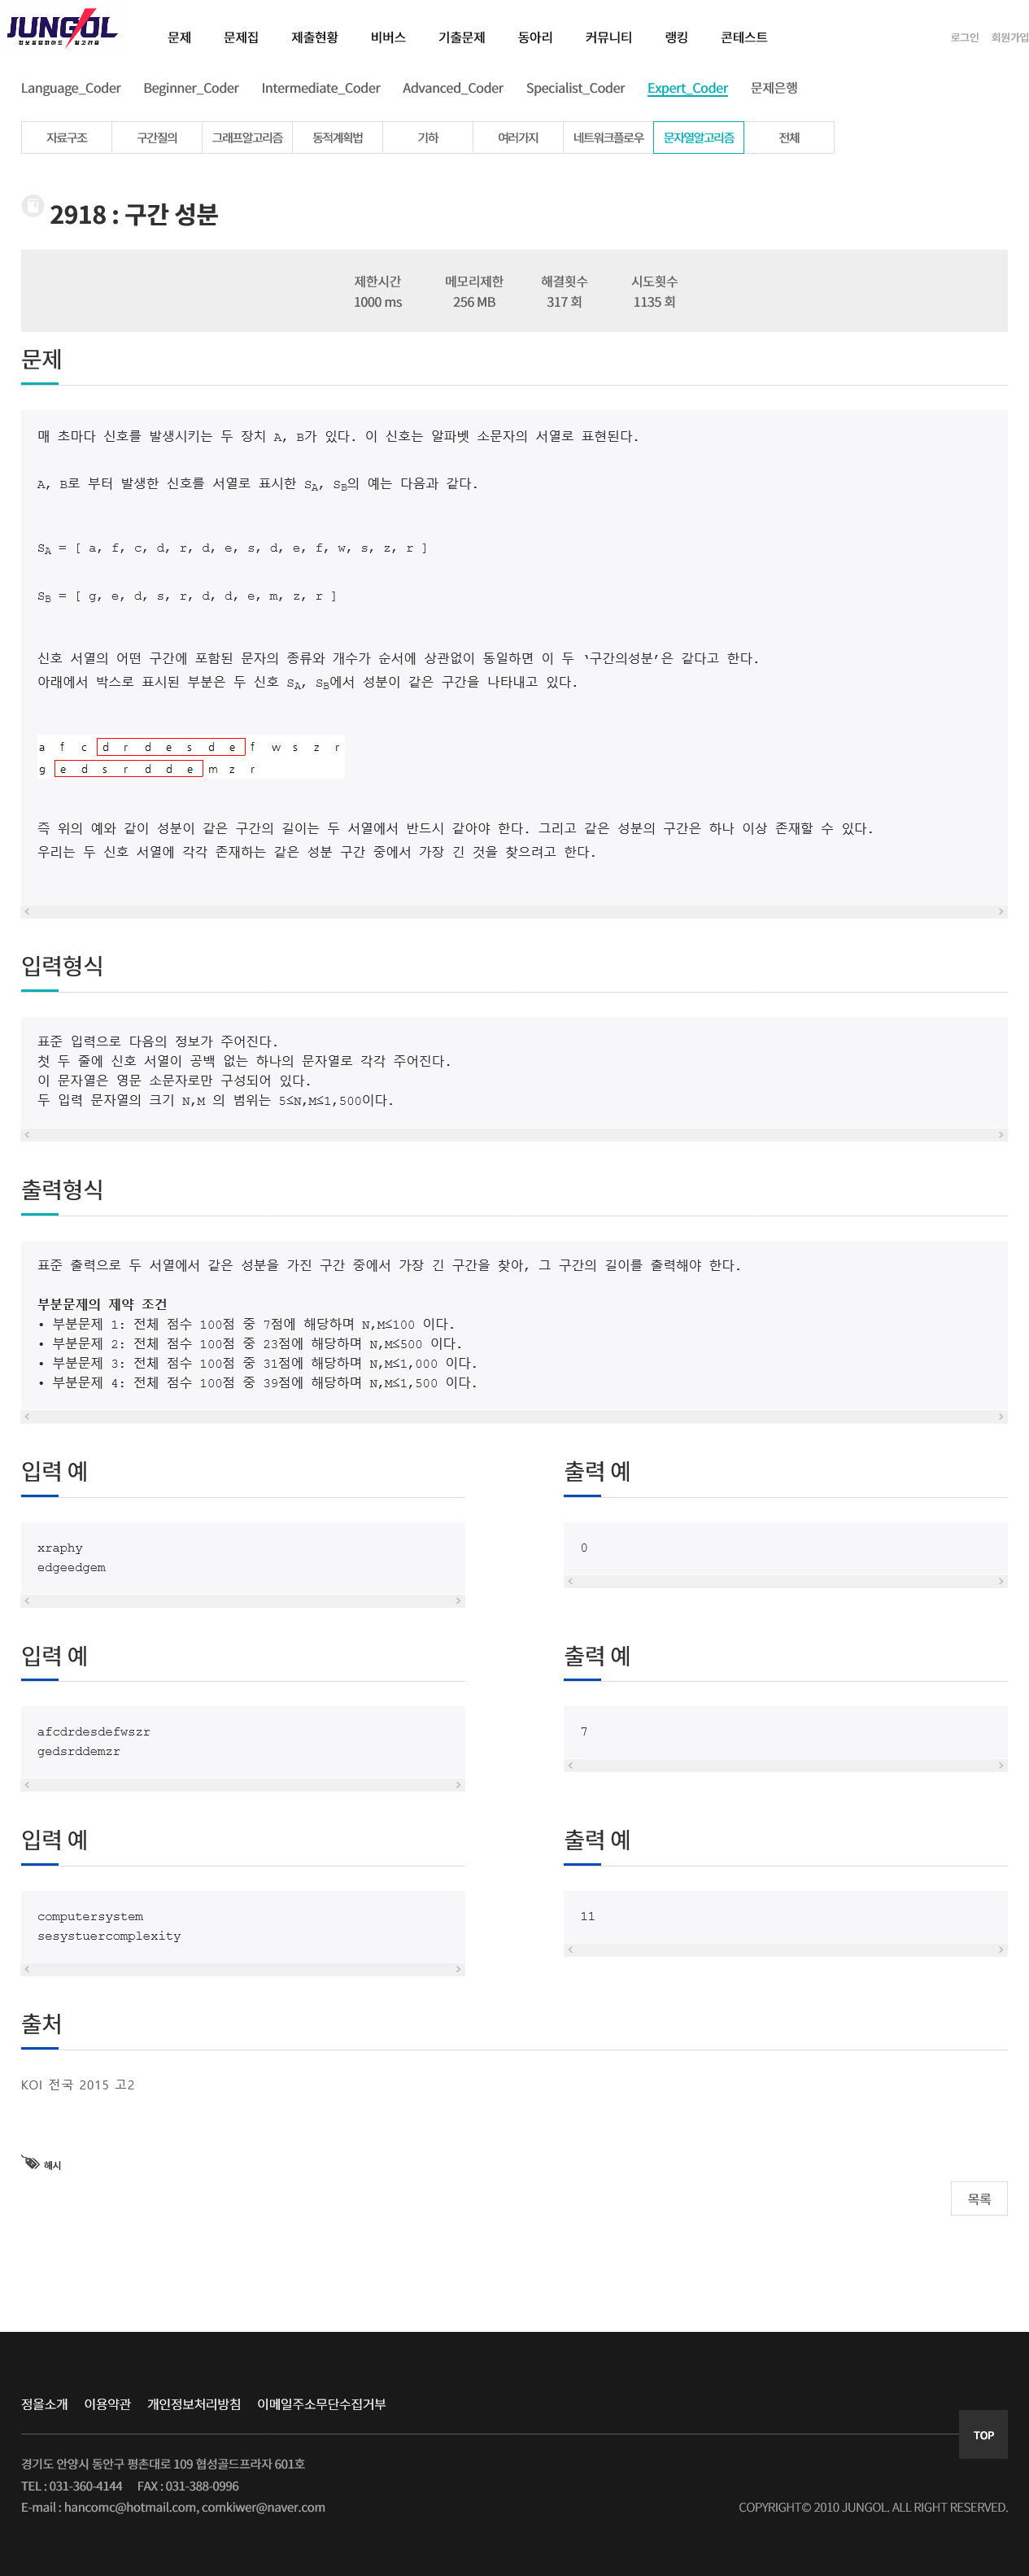 JUNGOL
문제 문제집 제출현황 비버스 기출문제 동아리 커뮤니티 랭킹 콘테스트 로그인 회원가입
Language_Coder Beginner_Coder Intermediate_Coder Advanced_Coder Specialist_Coder Expert_Coder 문제은행
자료구조 구간질의 그래프알고리즘 동적계획법 기하 여러가지 네트워크플로우 문자열알고리즘 전체
2918 : 구간 성분
제한시간 메모리제한 해결횟수 시도횟수
1000 ms 256 MB 317 회 1135 회
문제
매 초마다 신호를 발생시키는 두 장치 A, B가 있다. 이 신호는 알파벳 소문자의 서열로 표현된다.
A, B로 부터 발생한 신호를 서열로 표시한 SA, SB의 예는 다음과 같다.
SA = [ a, f, c, d, r, d, e, s, d, e, f, w, s, z, r ]
SB = [ g, e, d, s, r, d, d, e, m, z, r ]
신호 서열의 어떤 구간에 포함된 문자의 종류와 개수가 순서에 상관없이 동일하면 이 두 ‘구간의성분’은 같다고 한다.
아래에서 박스로 표시된 부분은 두 신호 SA, SB에서 성분이 같은 구간을 나타내고 있다.
a f c d r d e s d e f w s z r
g e d s r d d e m z r
즉 위의 예와 같이 성분이 같은 구간의 길이는 두 서열에서 반드시 같아야 한다. 그리고 같은 성분의 구간은 하나 이상 존재할 수 있다.
우리는 두 신호 서열에 각각 존재하는 같은 성분 구간 중에서 가장 긴 것을 찾으려고 한다.
입력형식
표준 입력으로 다음의 정보가 주어진다.
첫 두 줄에 신호 서열이 공백 없는 하나의 문자열로 각각 주어진다.
이 문자열은 영문 소문자로만 구성되어 있다.
두 입력 문자열의 크기 N,M 의 범위는 5≤N,M≤1,500이다.
출력형식
표준 출력으로 두 서열에서 같은 성분을 가진 구간 중에서 가장 긴 구간을 찾아, 그 구간의 길이를 출력해야 한다.
부분문제의 제약 조건
• 부분문제 1: 전체 점수 100점 중 7점에 해당하며 N,M≤100 이다.
• 부분문제 2: 전체 점수 100점 중 23점에 해당하며 N,M≤500 이다.
• 부분문제 3: 전체 점수 100점 중 31점에 해당하며 N,M≤1,000 이다.
• 부분문제 4: 전체 점수 100점 중 39점에 해당하며 N,M≤1,500 이다.
입력 예 출력 예
xraphy 0
edgeedgem
입력 예 출력 예
afcdrdesdefwszr 7
gedsrddemzr
입력 예 출력 예
computersystem 11
sesystuercomplexity
출처
KOI 전국 2015 고2
해시
목록
정올소개 이용약관 개인정보처리방침 이메일주소무단수집거부
TOP
경기도 안양시 동안구 평촌대로 109 협성골드프라자 601호
TEL : 031-360-4144 FAX : 031-388-0996
E-mail : hancomc@hotmail.com, comkiwer@naver.com COPYRIGHT© 2010 JUNGOL. ALL RIGHT RESERVED.